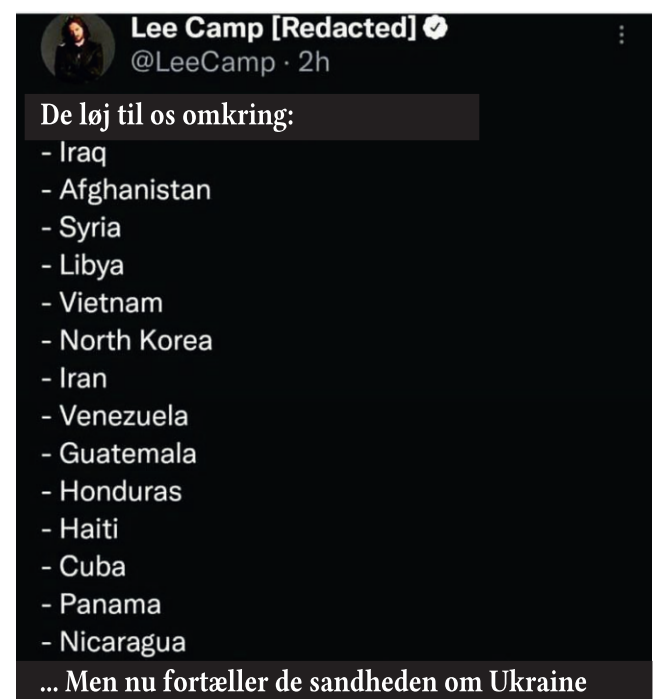 Lee Camp [Redacted]
@LeeCamp · 2h
De løj til os omkring:
- Iraq
- Afghanistan
- Syria
- Libya
- Vietnam
- North Korea
- Iran
- Venezuela
- Guatemala
- Honduras
- Haiti
- Cuba
- Panama
- Nicaragua
... Men nu fortæller de sandheden om Ukraine